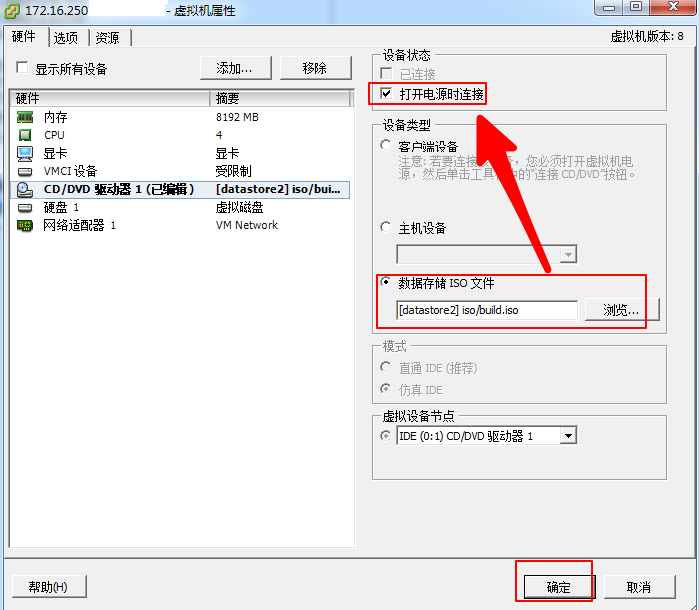 172.16.250 - 虚拟机属性
硬件 选项 资源
虚拟机版本: 8
显示所有设备 添加... 移除
硬件 摘要
内存 8192 MB
CPU 4
显卡 显卡
VMCI 设备 受限制
CD/DVD 驱动器 1 (已编辑) [datastore2] iso/bui...
硬盘 1 虚拟磁盘
网络适配器 1 VM Network
设备状态
已连接
打开电源时连接
设备类型
客户端设备
注意: 若要连接 备，您必须打开虚拟机电
源，然后单击工具 中的“连接 CD/DVD”按钮。
主机设备
数据存储 ISO 文件
[datastore2] iso/build.iso 浏览...
模式
直通 IDE (推荐)
仿真 IDE
虚拟设备节点
IDE (0:1) CD/DVD 驱动器 1
帮助(H) 确定 取消